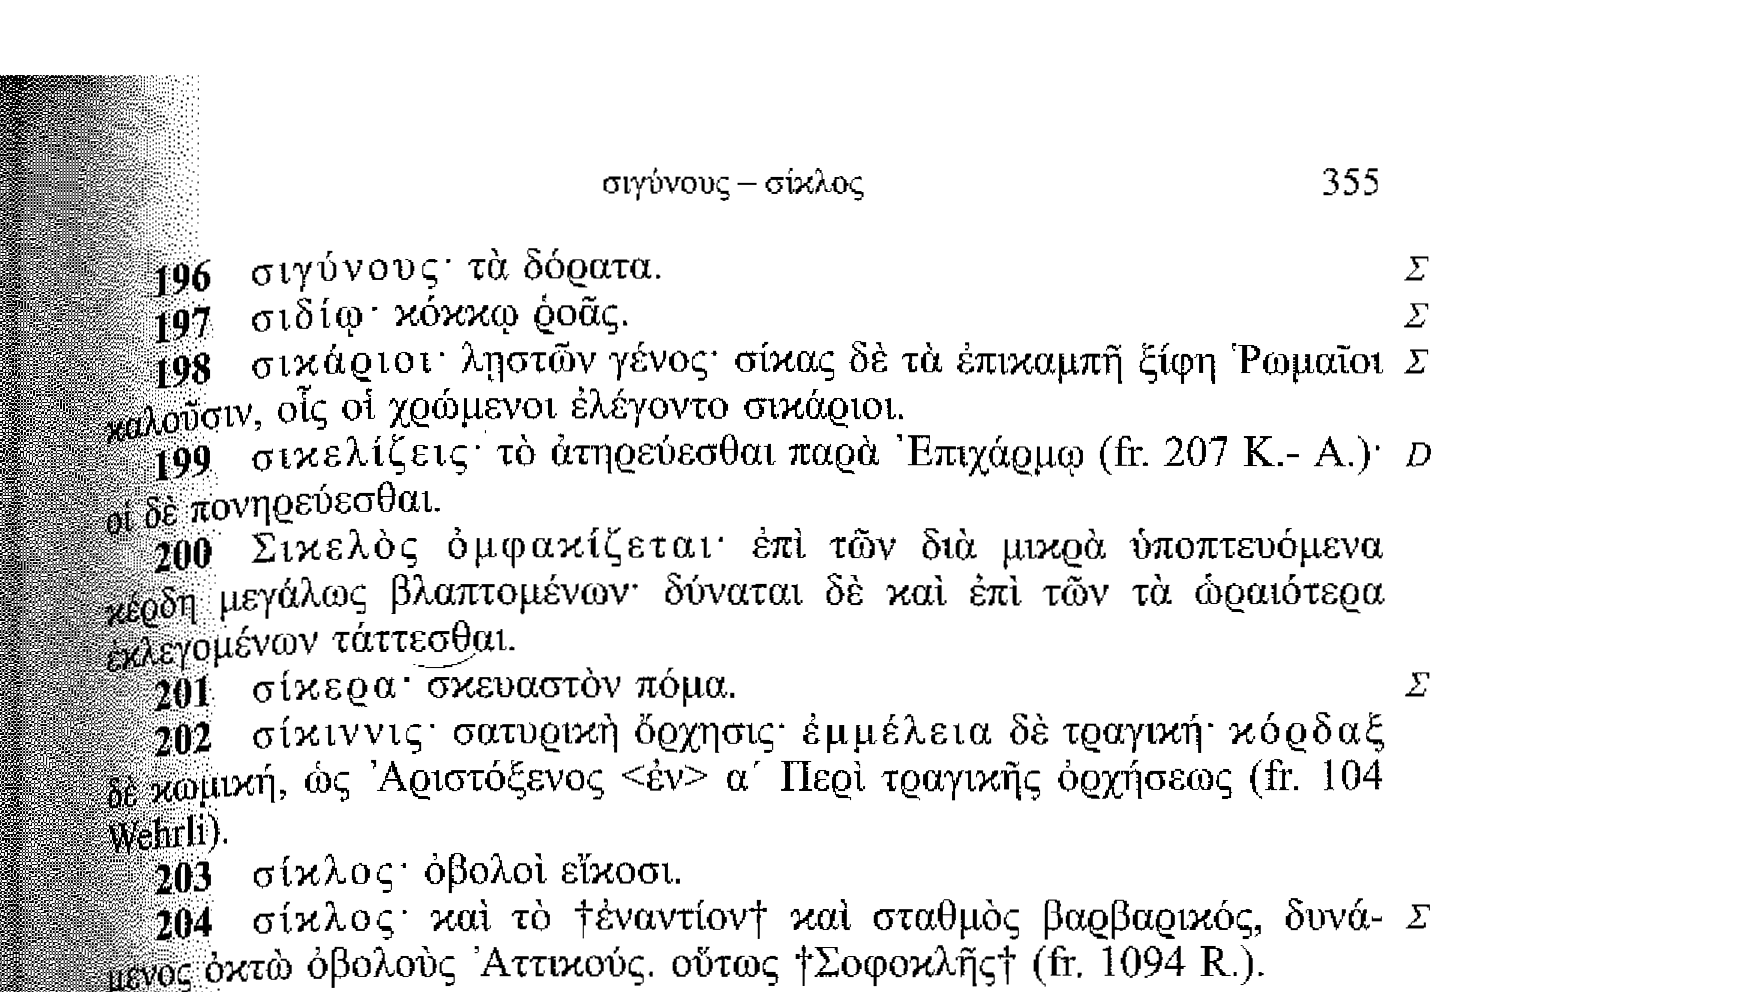 σιγύνους – σίκλος 355
196 σιγύνους· τὰ δόρατα. Σ
197 σιδίῳ· κόκκῳ ῥοᾶς. Σ
198 σικάριοι· λῃστῶν γένος· σίκας δὲ τὰ ἐπικαμπῆ ξίφη Ῥωμαῖοι Σ
καλοῦσιν, οἷς οἱ χρώμενοι ἐλέγοντο σικάριοι.
199 σικελίζεις· τὸ ἀτηρεύεσθαι παρὰ Ἐπιχάρμῳ (fr. 207 K.- A.)· D
οἱ δὲ πονηρεύεσθαι.
200 Σικελὸς ὀμφακίζεται· ἐπὶ τῶν διὰ μικρὰ ὑποπτευόμενα
κέρδη μεγάλως βλαπτομένων· δύναται δὲ καὶ ἐπὶ τῶν τὰ ὡραιότερα
ἐκλεγομένων τάττεσθαι.
201 σίκερα· σκευαστὸν πόμα. Σ
202 σίκιννις· σατυρικὴ ὄρχησις· ἐμμέλεια δὲ τραγική· κόρδαξ
δὲ κωμική, ὡς Ἀριστόξενος <ἐν> α΄ Περὶ τραγικῆς ὀρχήσεως (fr. 104
Wehrli).
203 σίκλος· ὀβολοὶ εἴκοσι.
204 σίκλος· καὶ τὸ †ἐναντίον† καὶ σταθμὸς βαρβαρικός, δυνά- Σ
μενος ὀκτὼ ὀβολοὺς Ἀττικούς. οὕτως †Σοφοκλῆς† (fr. 1094 R.).